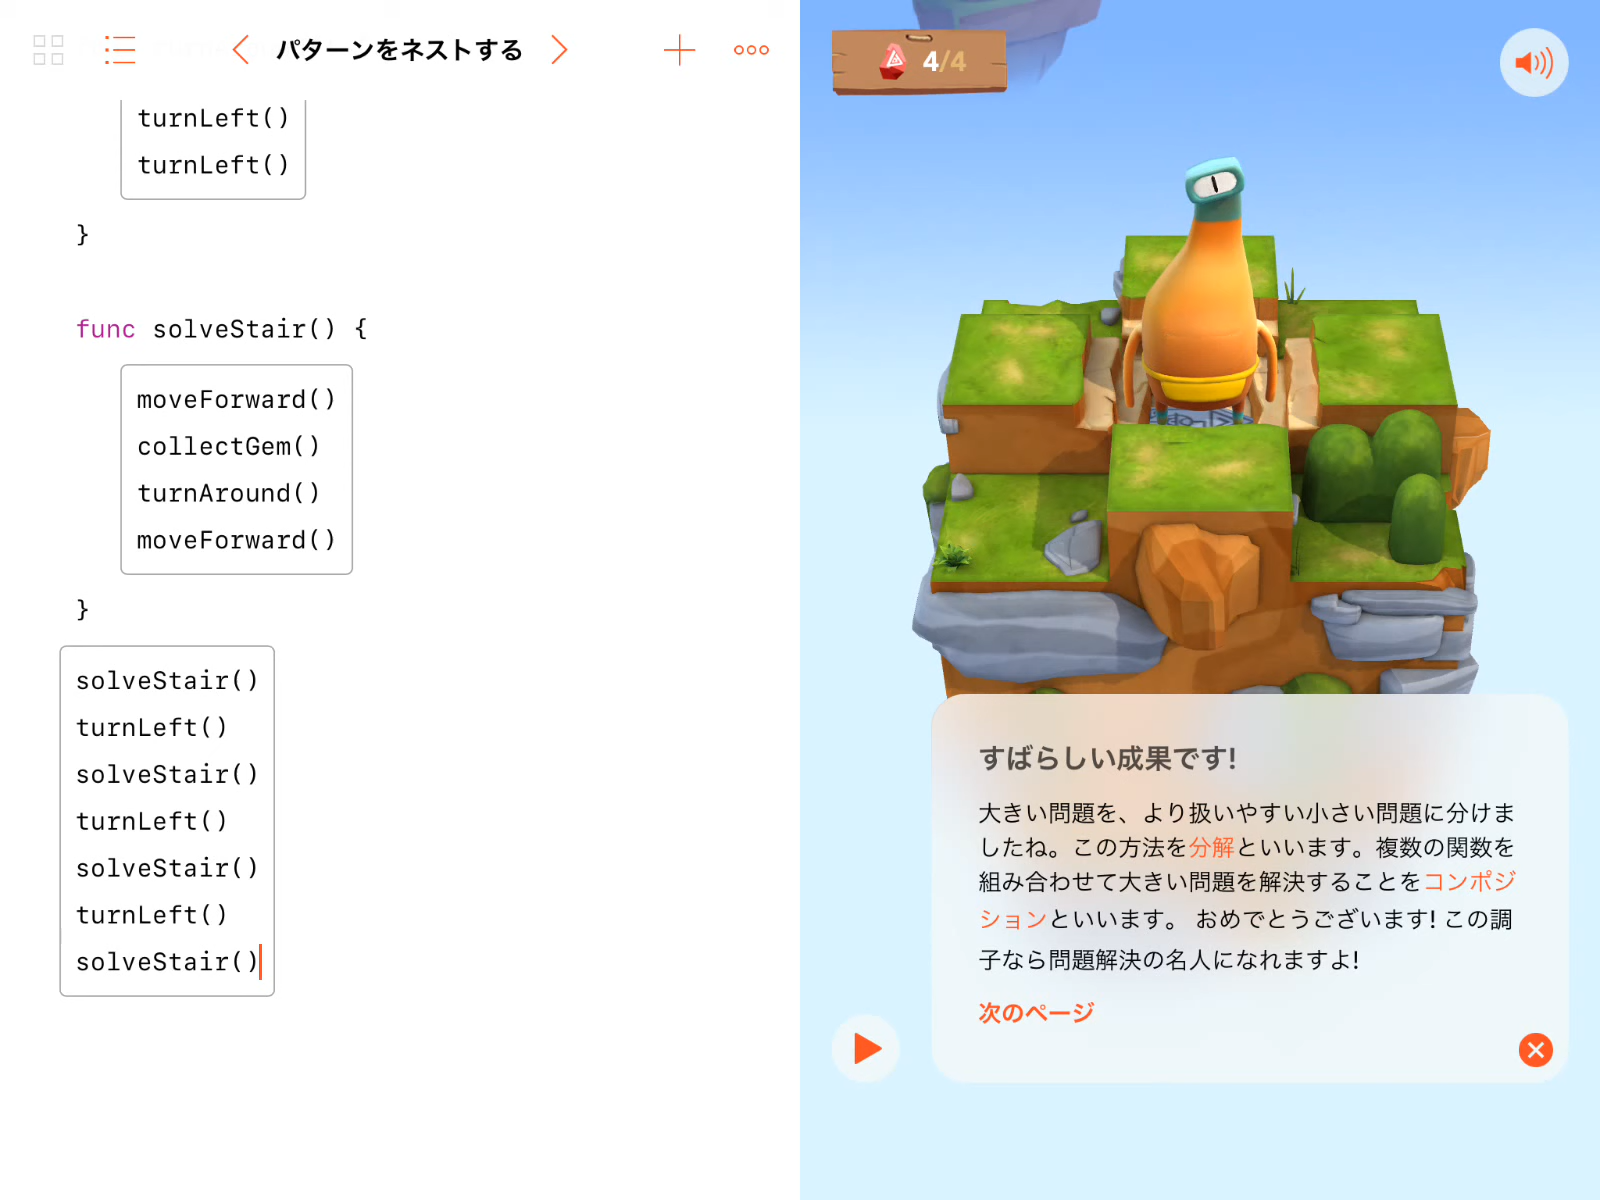 パターンをネストする
turnLeft()
turnLeft()
}
func solveStair() {
moveForward()
collectGem()
turnAround()
moveForward()
}
solveStair()
turnLeft()
solveStair()
turnLeft()
solveStair()
turnLeft()
solveStair()
4/4
すばらしい成果です!
大きい問題を、より扱いやすい小さい問題に分けま
したね。この方法を分解といいます。複数の関数を
組み合わせて大きい問題を解決することをコンポジ
ションといいます。 おめでとうございます! この調
子なら問題解決の名人になれますよ!
次のページ